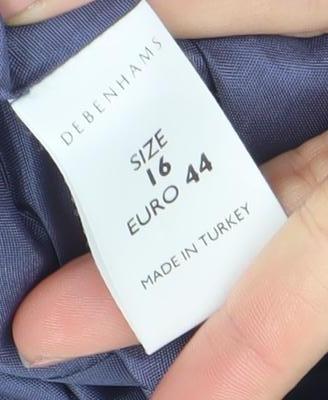 DEBENHAMS
SIZE
16
EURO 44
MADE IN TURKEY